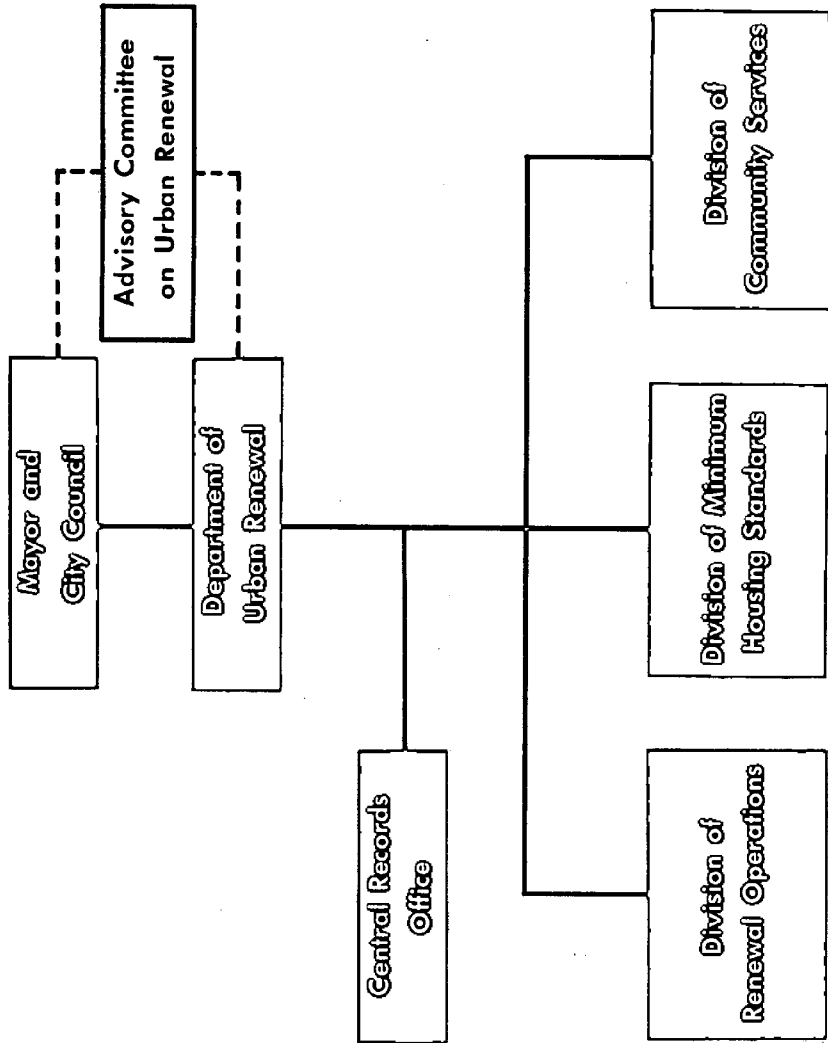 Mayor and
City Council
Advisory Committee
on Urban Renewal
Department of
Urban Renewal
Central Records
Office
Division of
Renewal Operations
Division of Minimum
Housing Standards
Division of
Community Services